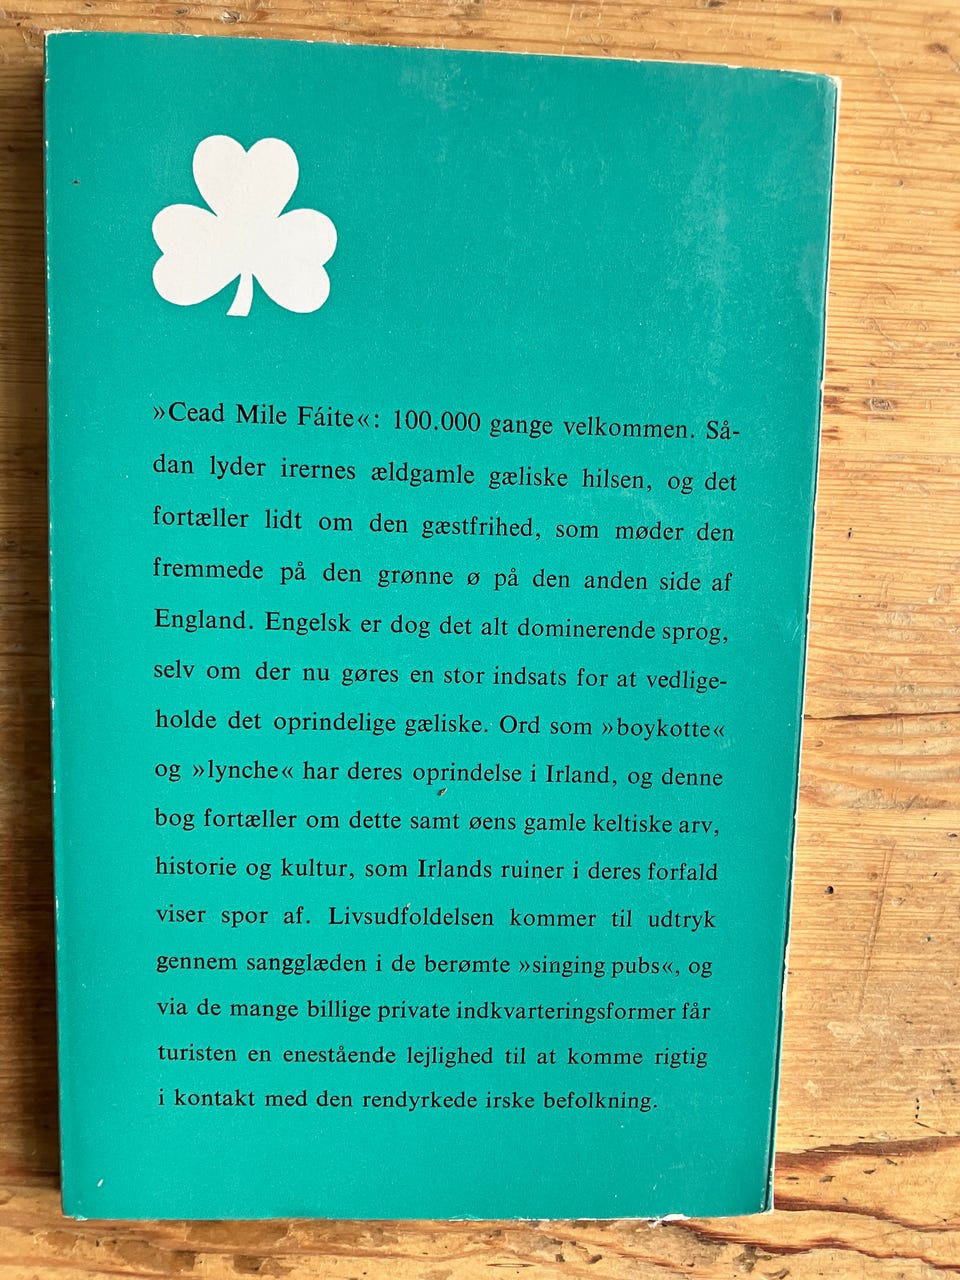 »Cead Mile Fáite«: 100.000 gange velkommen. Så-
dan lyder irernes ældgamle gæliske hilsen, og det
fortæller lidt om den gæstfrihed, som møder den
fremmede på den grønne ø på den anden side af
England. Engelsk er dog det alt dominerende sprog,
selv om der nu gøres en stor indsats for at vedlige-
holde det oprindelige gæliske. Ord som »boykotte«
og »lynche« har deres oprindelse i Irland, og denne
bog fortæller om dette samt øens gamle keltiske arv,
historie og kultur, som Irlands ruiner i deres forfald
viser spor af. Livsudfoldelsen kommer til udtryk
gennem sangglæden i de berømte »singing pubs«, og
via de mange billige private indkvarteringsformer får
turisten en enestående lejlighed til at komme rigtig
i kontakt med den rendyrkede irske befolkning.